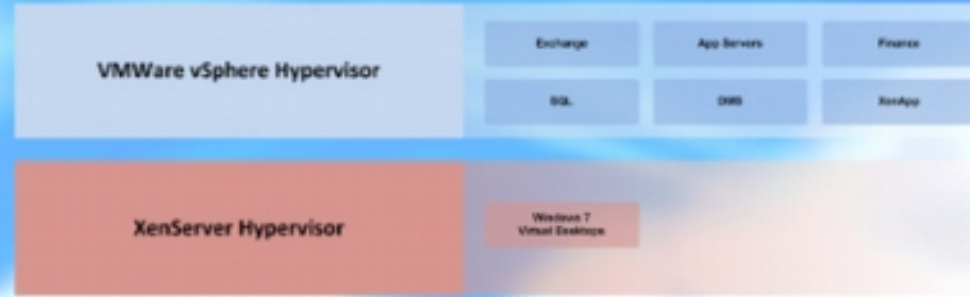 VMWare vSphere Hypervisor
Exchange
App Servers
Finance
SQL
DMS
XenApp
XenServer Hypervisor
Windows 7
Virtual Desktops